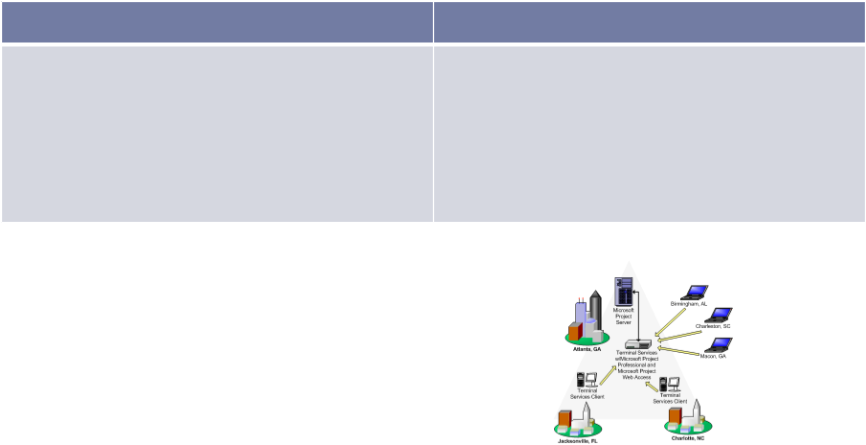 Microsoft
Project
Server
Birmingham, AL
Charleston, SC
Atlanta, GA
Macon, GA
Terminal Services
w/Microsoft Project
Professional and
Microsoft Project
Web Access
Terminal
Services Client
Terminal
Services Client
Jacksonville, FL
Charlotte, NC